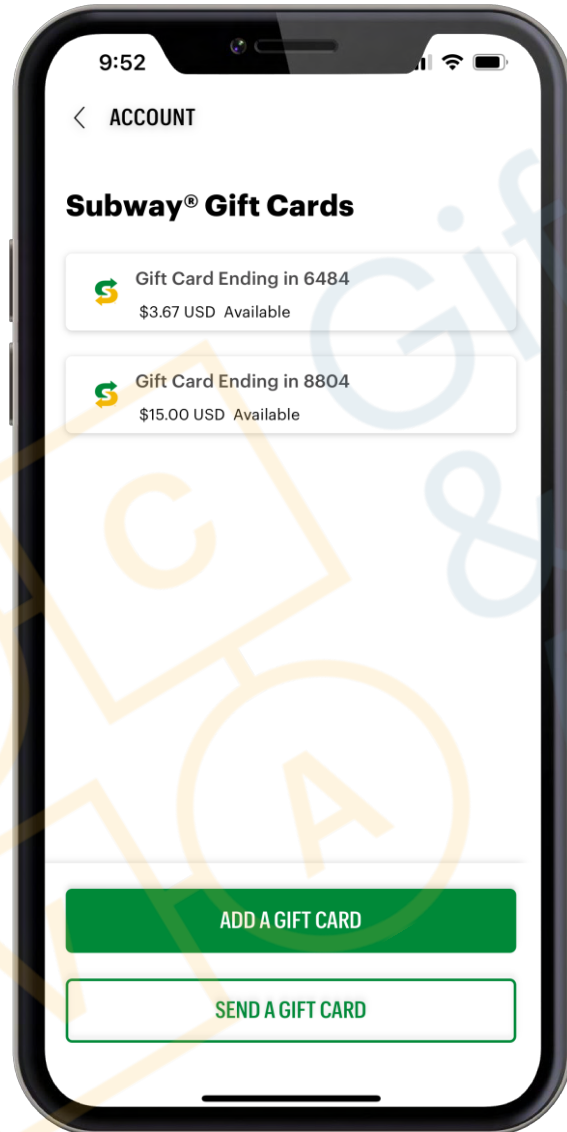 9:52
ACCOUNT
Subway® Gift Cards
Gift Card Ending in 6484
$3.67 USD Available
Gift Card Ending in 8804
$15.00 USD Available
ADD A GIFT CARD
SEND A GIFT CARD
Gif
&
C
A